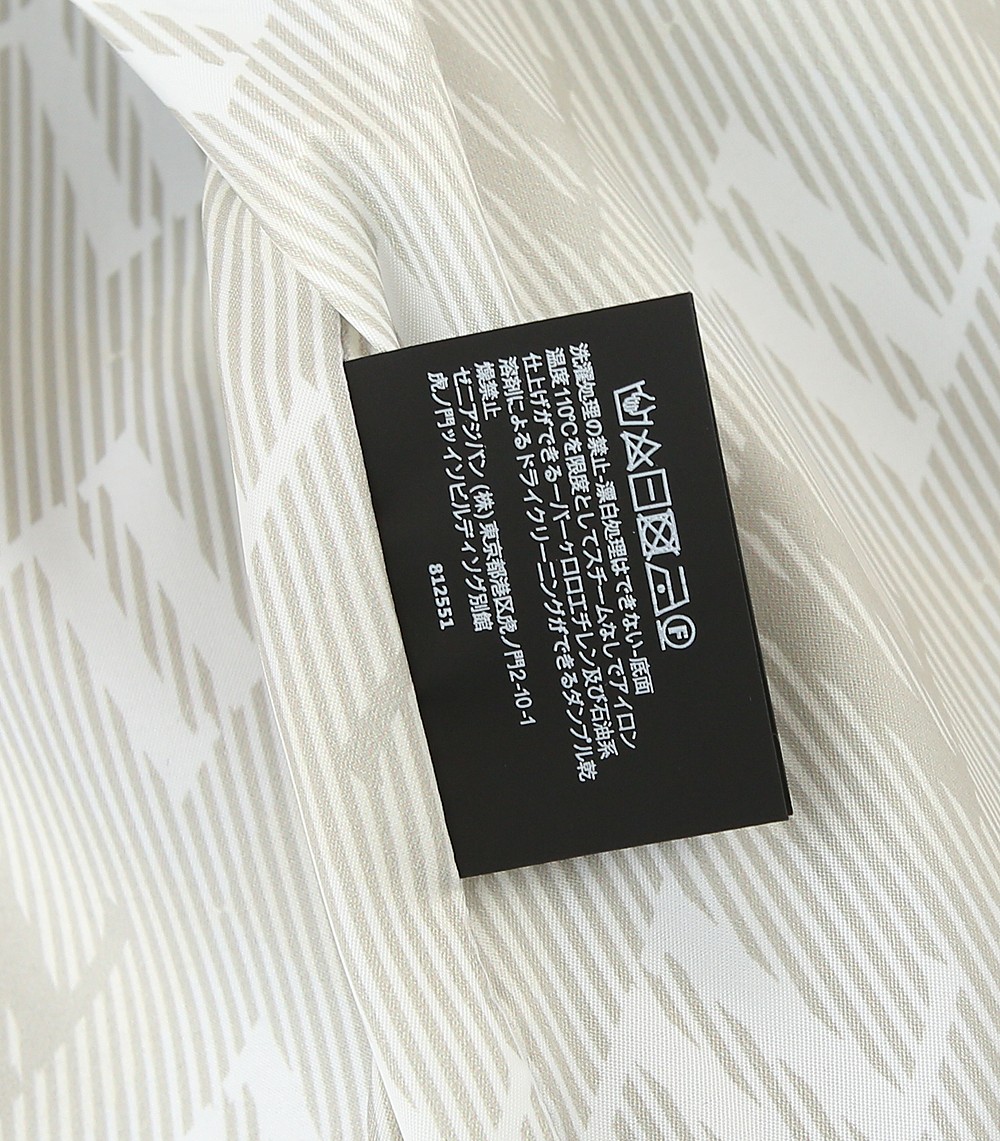 洗濯処理の禁止-漂白処理はできない-底面
温度110℃を限度としてスチームなしでアイロン
仕上げができるーパーケロロエチレン及び石油系
溶剤によるドライクリーニングができるダンプル乾
燥禁止
ゼニアジパン (株) 東京都港区虎ノ門2-10-1
虎ノ門ッインビルディソグ別館
812551
F